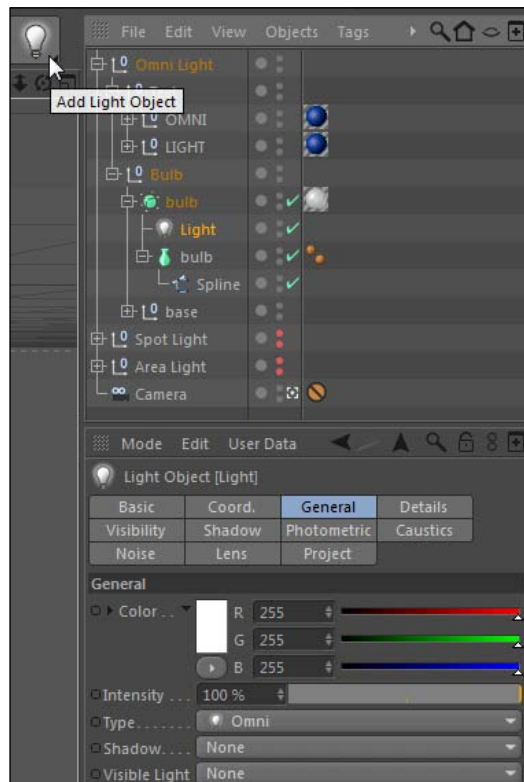 File Edit View Objects Tags
Omni Light
Add Light Object
OMNI
LIGHT
Bulb
bulb
Light
bulb
Spline
base
Spot Light
Area Light
Camera
Mode Edit User Data
Light Object [Light]
Basic Coord. General Details
Visibility Shadow Photometric Caustics
Noise Lens Project
General
Color . . R 255
G 255
B 255
Intensity . . . 100 %
Type. . . . . . . Omni
Shadow. . . . None
Visible Light None